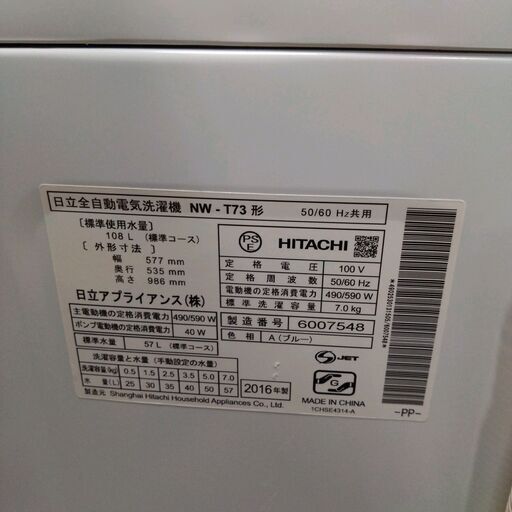 日立全自動電気洗濯機 NW - T73 形 50/60 Hz共用
〔標準使用水量〕
108 L (標準コース)
〔 外 形 寸 法 〕
幅 577 mm
奥行 535 mm
高さ 986 mm
日立アプライアンス(株)
主電動機の定格消費電力 490/590 W
ポンプ電動機の定格消費電力 40 W
標準水量 57 L (標準コース)
洗濯容量と水量 (手動設定の水量)
洗濯容量(kg) 0.5 1.5 2.5 3.5 5.0 7.0
水 量 (L) 25 30 35 40 50 57
製造元 Shanghai Hitachi Household Appliances Co., Ltd.
2016年製
PS
E
HITACHI
定 格 電 圧 100 V
定 格 周 波 数 50/60 Hz
電動機の定格消費電力 490/590 W
標 準 洗 濯 容 量 7.0 kg
製造番号 6007548
色 相 A (ブルー)
JET
G
MADE IN CHINA
1CHSE4314-A
-PP-